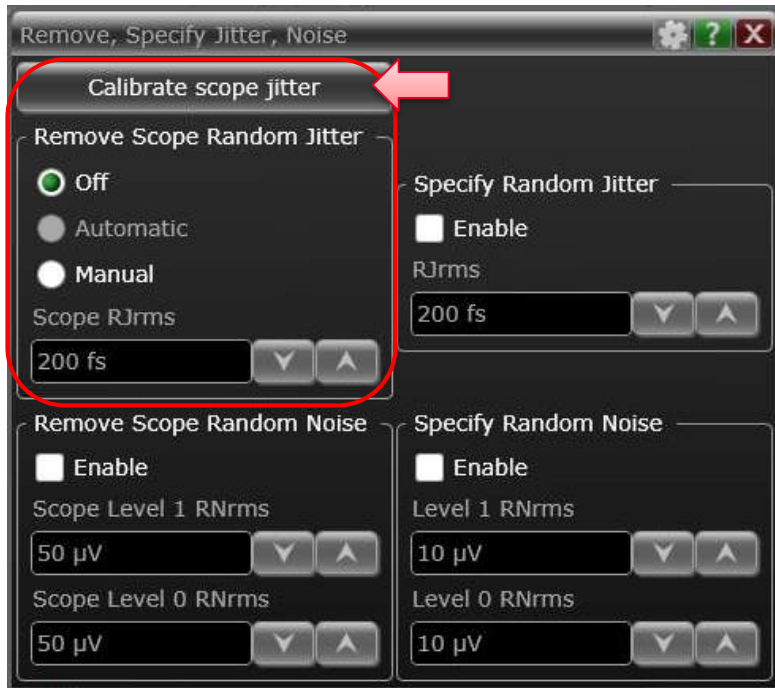 Remove, Specify Jitter, Noise
?
X
Calibrate scope jitter
Remove Scope Random Jitter
Off
Automatic
Manual
Scope RJrms
200 fs
Specify Random Jitter
Enable
RJrms
200 fs
Remove Scope Random Noise
Enable
Scope Level 1 RNrms
50 µV
Scope Level 0 RNrms
50 µV
Specify Random Noise
Enable
Level 1 RNrms
10 µV
Level 0 RNrms
10 µV